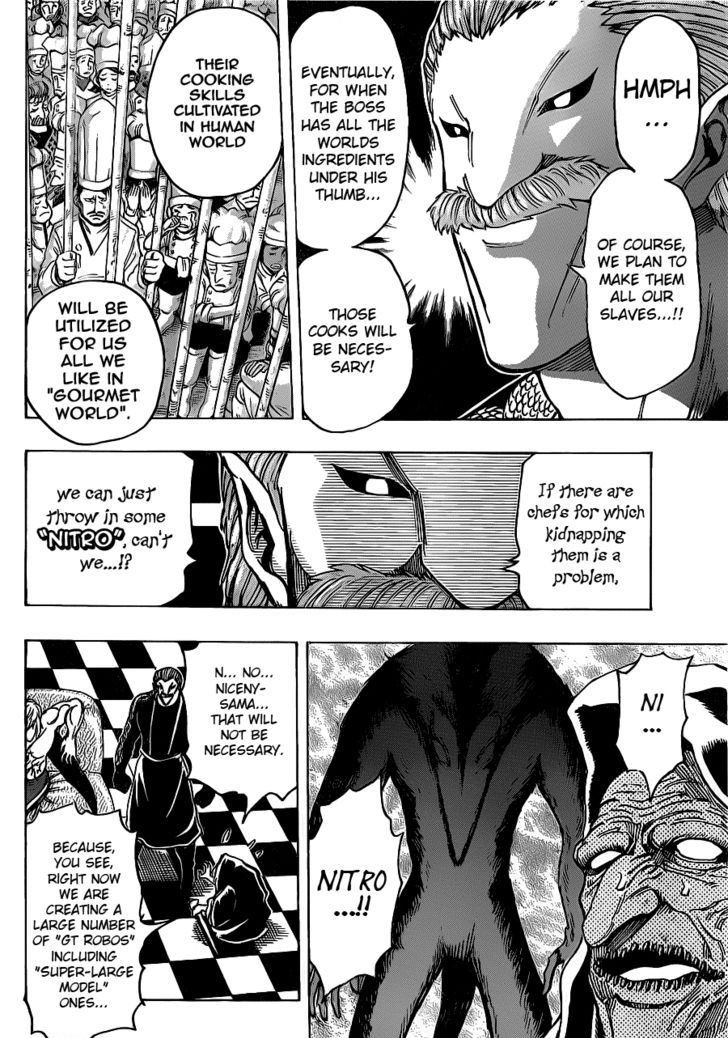 HMPH
...
OF COURSE,
WE PLAN TO
MAKE THEM
ALL OUR
SLAVES...!!
EVENTUALLY,
FOR WHEN
THE BOSS
HAS ALL THE
WORLDS
INGREDIENTS
UNDER HIS
THUMB...
THOSE
COOKS WILL
BE NECES-
SARY!
THEIR
COOKING
SKILLS
CULTIVATED
IN HUMAN
WORLD
WILL BE
UTILIZED
FOR US
ALL WE
LIKE IN
"GOURMET
WORLD".
If there are
chefs for which
kidnapping
them is a
problem,
we can just
throw in some
"NITRO", can't
we...!?
NI
...
NITRO
...!!
N... NO...
NICENY-
SAMA...
THAT WILL
NOT BE
NECESSARY.
BECAUSE,
YOU SEE,
RIGHT NOW
WE ARE
CREATING A
LARGE NUMBER
OF "GT ROBOS"
INCLUDING
"SUPER-LARGE
MODEL"
ONES...